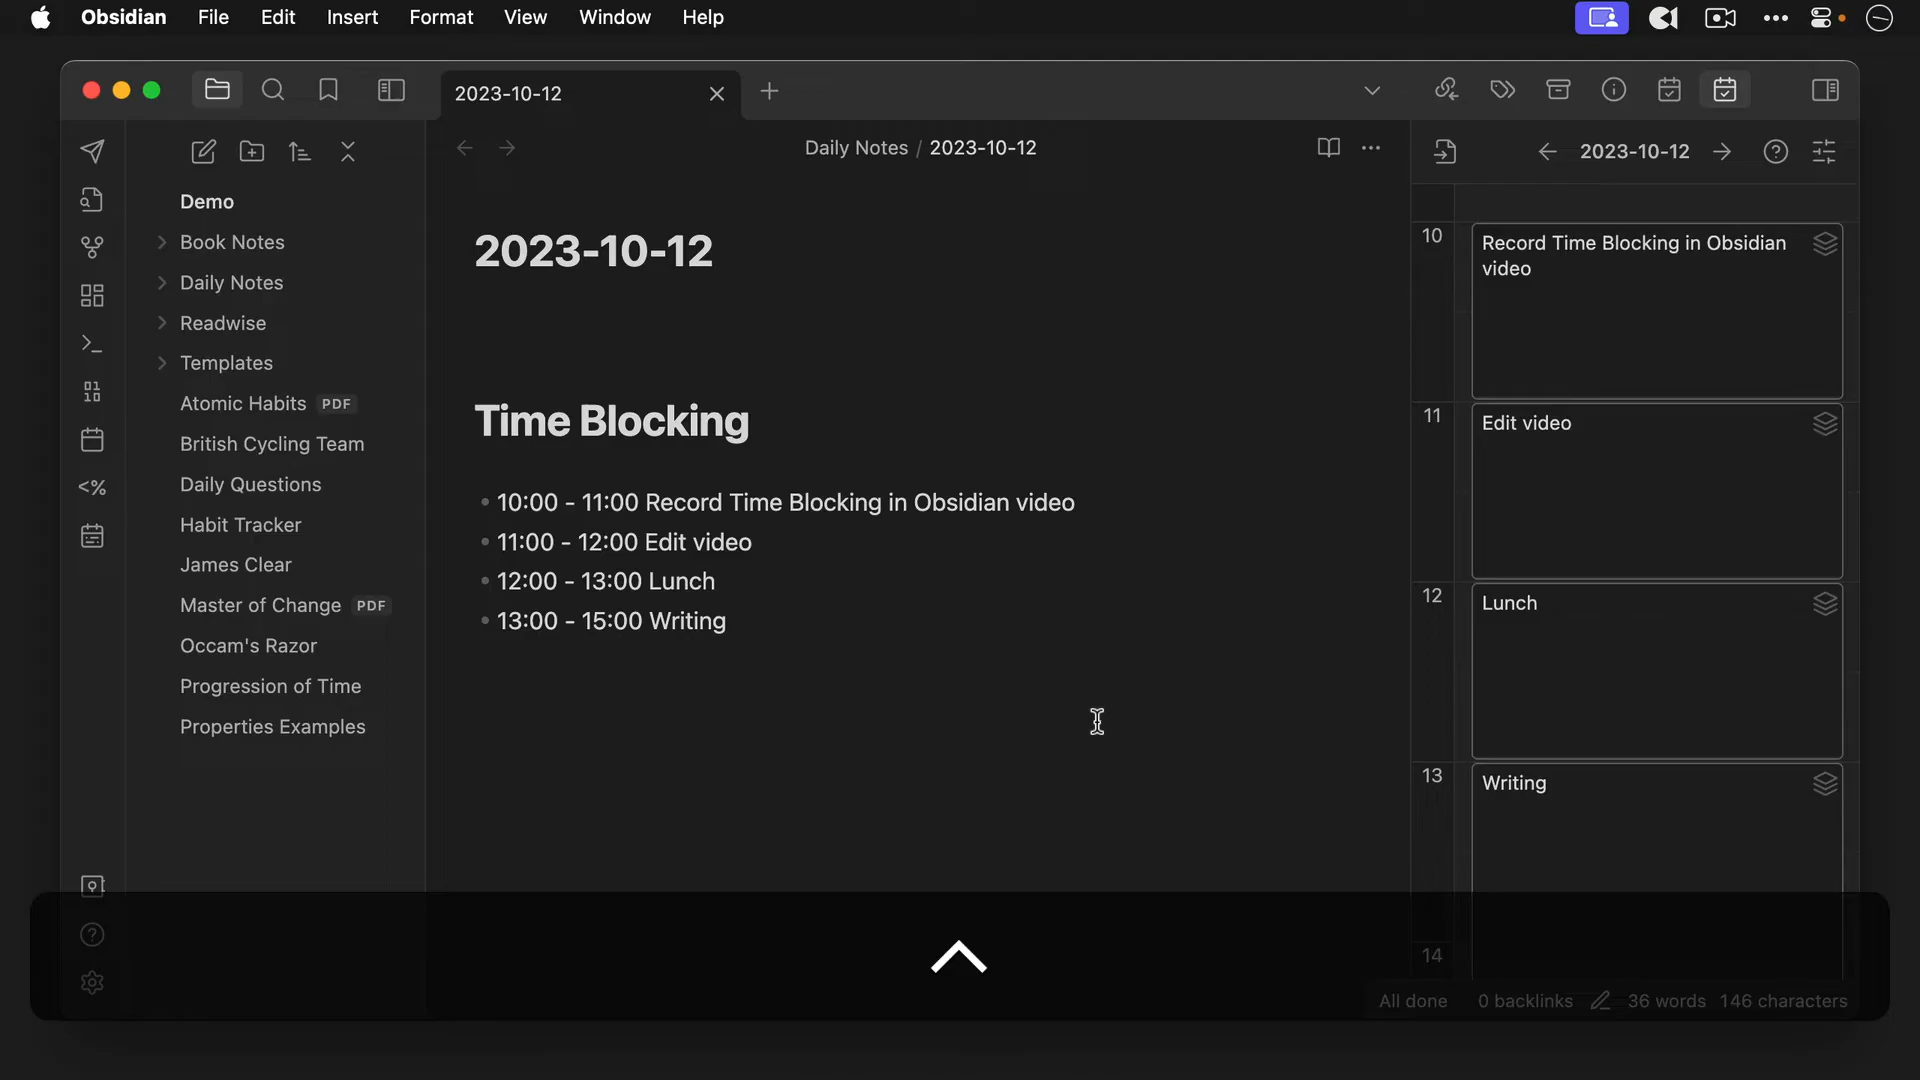 Obsidian File Edit Insert Format View Window Help
2023-10-12
Daily Notes / 2023-10-12
2023-10-12
Demo
Book Notes
Daily Notes
Readwise
Templates
Atomic Habits PDF
British Cycling Team
Daily Questions
Habit Tracker
James Clear
Master of Change PDF
Occam's Razor
Progression of Time
Properties Examples
2023-10-12
Time Blocking
10:00 - 11:00 Record Time Blocking in Obsidian video
11:00 - 12:00 Edit video
12:00 - 13:00 Lunch
13:00 - 15:00 Writing
10
Record Time Blocking in Obsidian
video
11
Edit video
12
Lunch
13
Writing
14
All done 0 backlinks 36 words 146 characters